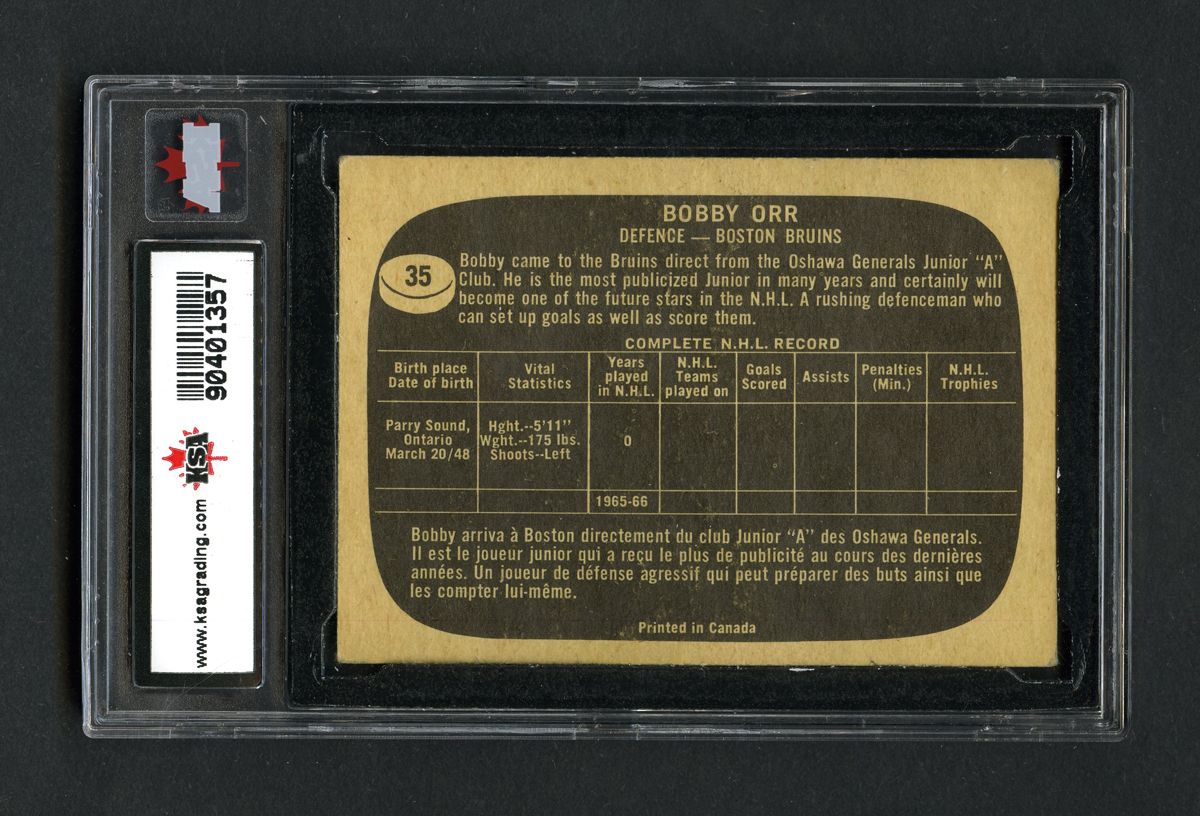 BOBBY ORR
DEFENCE — BOSTON BRUINS
35
Bobby came to the Bruins direct from the Oshawa Generals Junior "A"
Club. He is the most publicized Junior in many years and certainly will
become one of the future stars in the N.H.L. A rushing defenceman who
can set up goals as well as score them.
COMPLETE N.H.L. RECORD
Birth place
Date of birth
Vital
Statistics
Years
played
in N.H.L.
N.H.L.
Teams
played on
Goals
Scored
Assists
Penalties
(Min.)
N.H.L.
Trophies
Parry Sound,
Ontario
March 20/48
Hght.--5'11"
Wght.--175 lbs.
Shoots--Left
0
1965-66
Bobby arriva à Boston directement du club Junior "A" des Oshawa Generals.
Il est le joueur junior qui a reçu le plus de publicité au cours des dernières
années. Un joueur de défense agressif qui peut préparer des buts ainsi que
les compter lui-même.
Printed in Canada
90401357
KSA
www.ksagrading.com